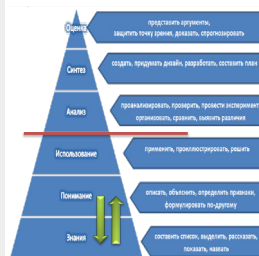 Оценка
представить аргументы,
защитить точку зрения, доказать, спрогнозировать
Синтез
создать, придумать дизайн, разработать, составить план
Анализ
проанализировать, проверить, провести эксперимент
организовать, сравнить, выявить различия
Использование
применить, проиллюстрировать, решить
Понимание
описать, объяснить, определить признаки,
формулировать по-другому
Знания
составить список, выделить, рассказать,
показать, назвать